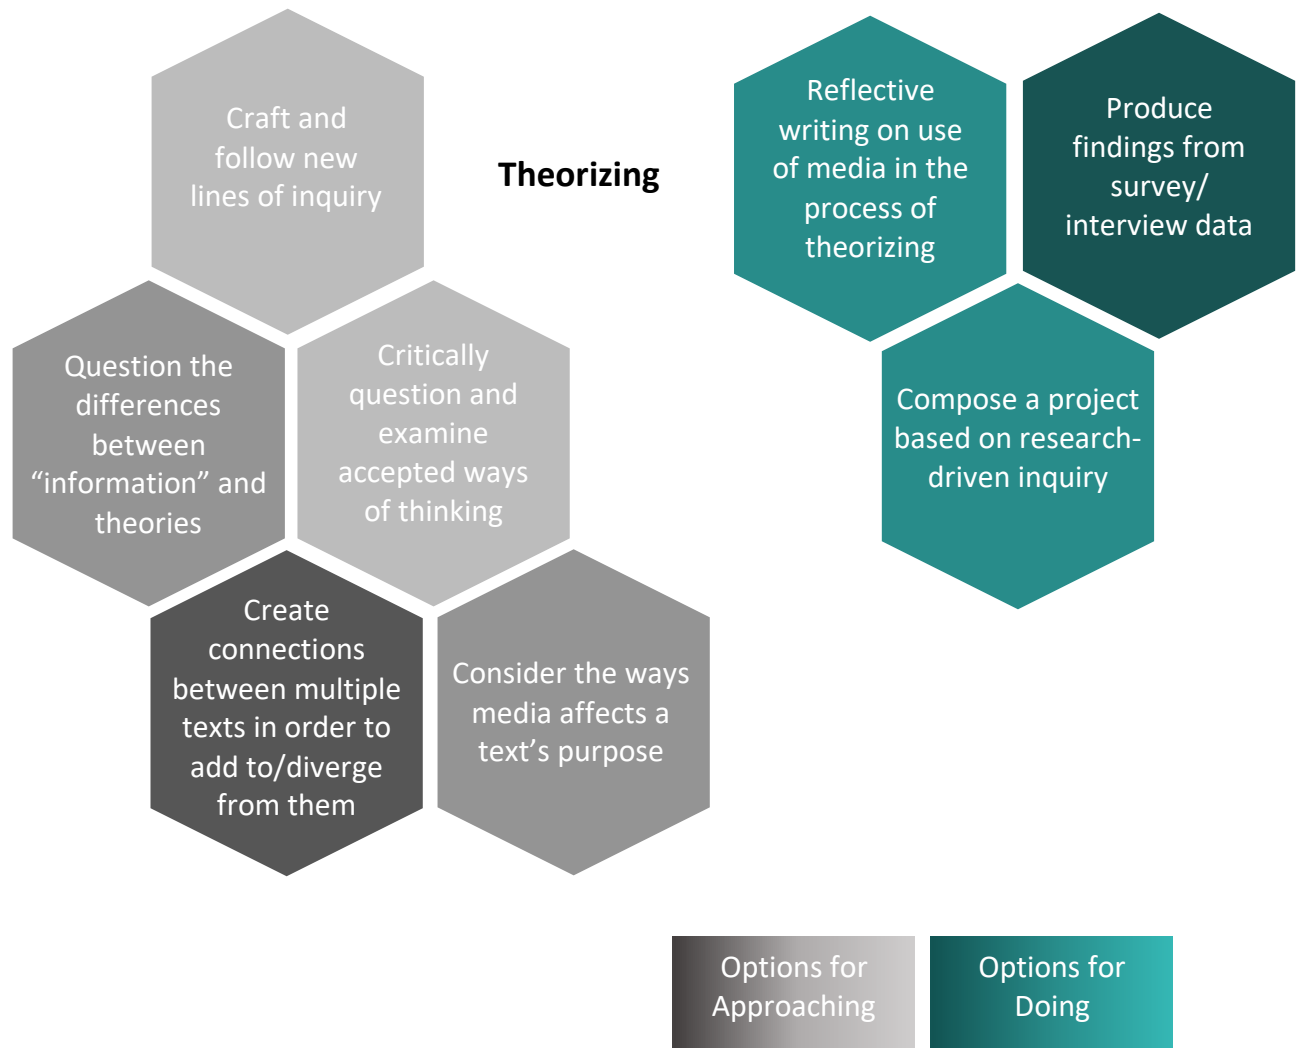 Craft and
follow new
lines of inquiry
Theorizing
Reflective
writing on use
of media in the
process of
theorizing
Produce
findings from
survey/
interview data
Question the
differences
between
“information” and
theories
Critically
question and
examine
accepted ways
of thinking
Compose a project
based on research-
driven inquiry
Create
connections
between multiple
texts in order to
add to/diverge
from them
Consider the ways
media affects a
text’s purpose
Options for
Approaching
Options for
Doing